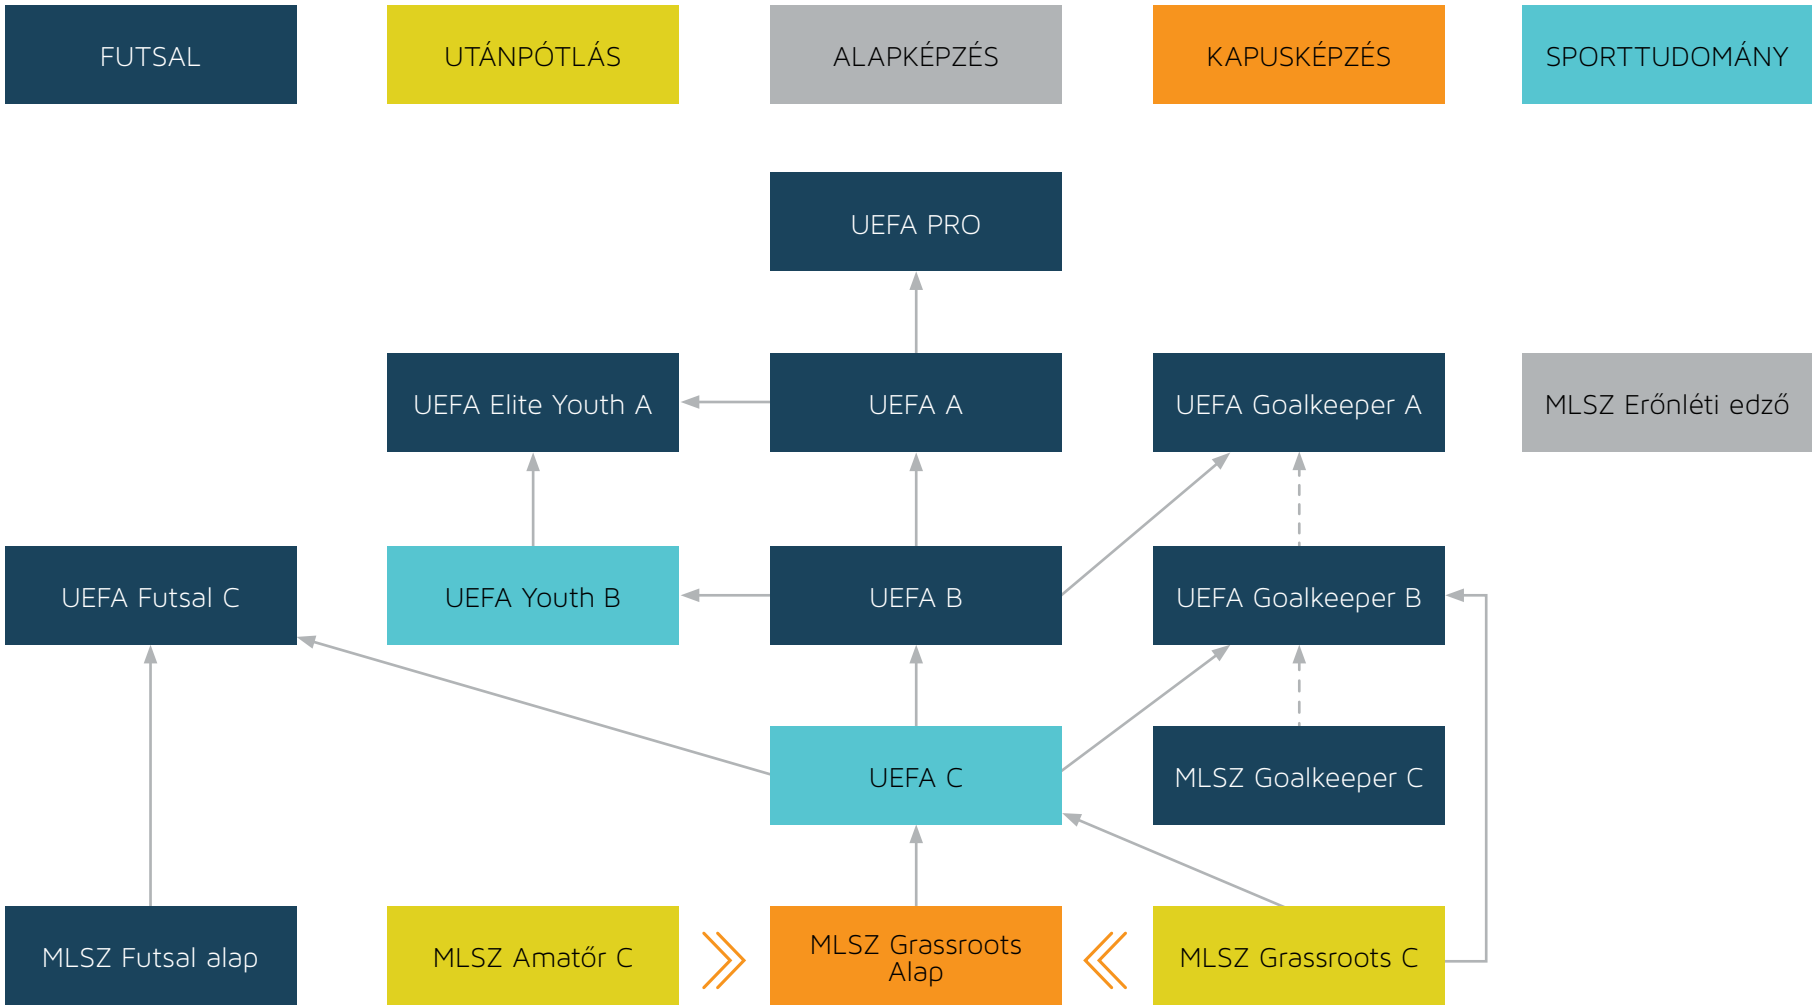 FUTSAL
UTÁNPÓTLÁS
ALAPKÉPZÉS
KAPUSKÉPZÉS
SPORTTUDOMÁNY
UEFA PRO
UEFA Elite Youth A
UEFA A
UEFA Goalkeeper A
MLSZ Erőnléti edző
UEFA Futsal C
UEFA Youth B
UEFA B
UEFA Goalkeeper B
UEFA C
MLSZ Goalkeeper C
MLSZ Futsal alap
MLSZ Amatőr C
MLSZ Grassroots
Alap
MLSZ Grassroots C